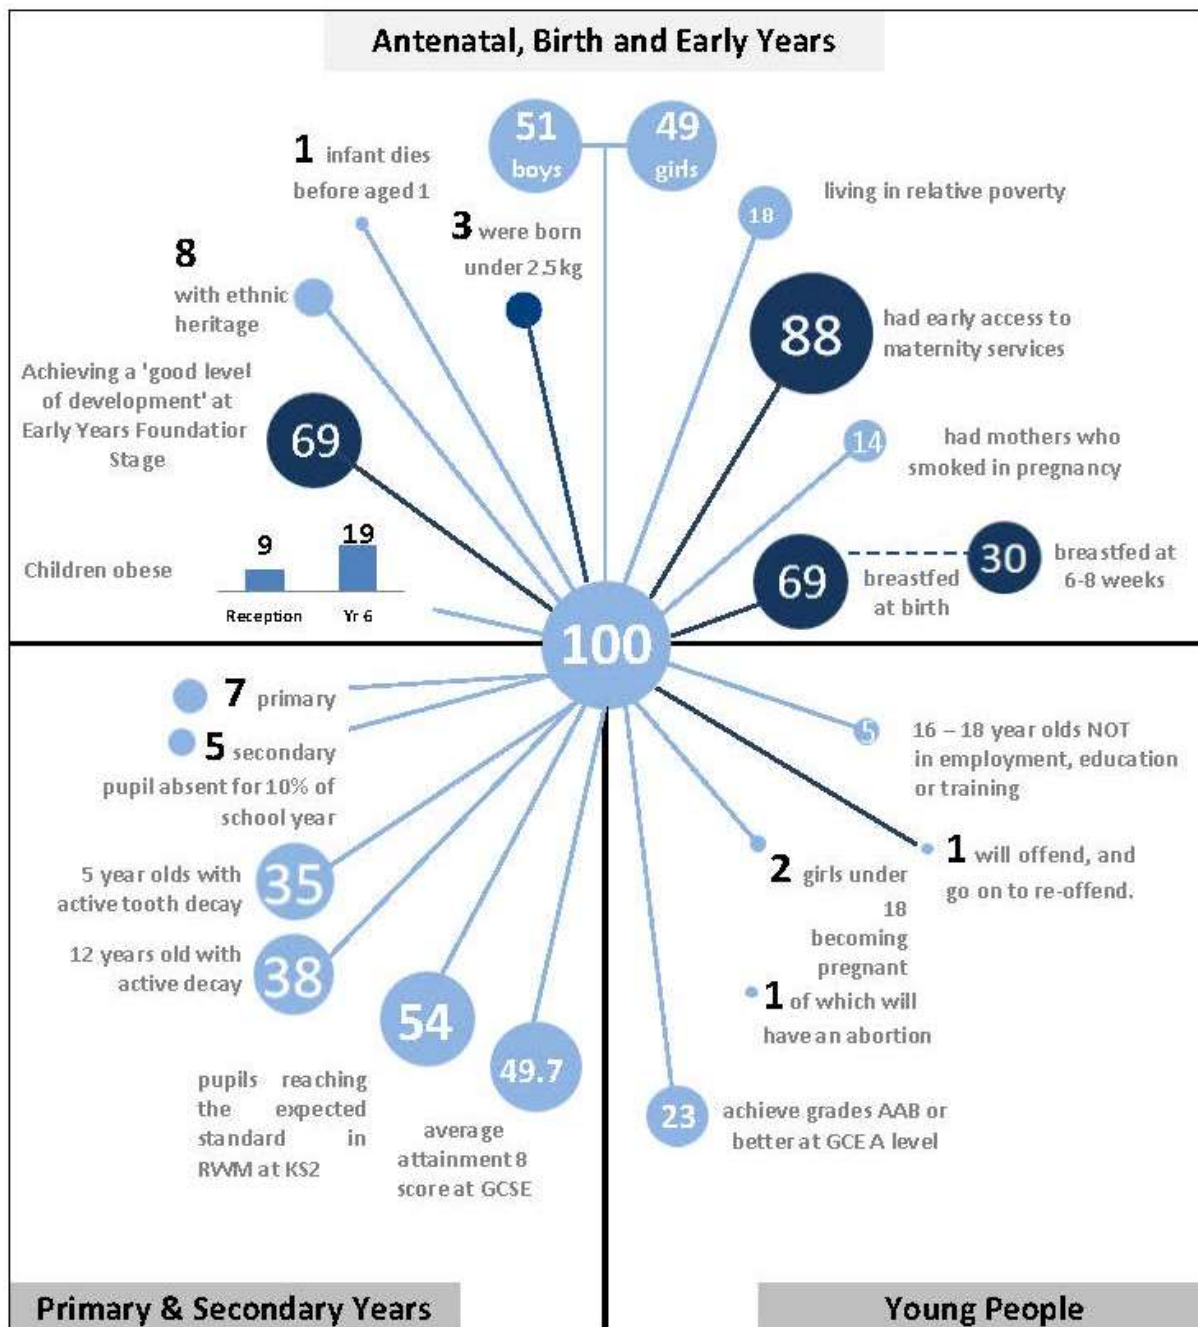 Antenatal, Birth and Early Years
51
boys
49
girls
1 infant dies
before aged 1
18
living in relative poverty
3 were born
under 2.5kg
8
with ethnic
heritage
88
had early access to
maternity services
Achieving a 'good level
of development' at
Early Years Foundatior
Stage
69
14
had mothers who
smoked in pregnancy
Children obese
9
19
Reception
Yr 6
69
breastfed
at birth
30
breastfed at
6-8 weeks
100
7 primary
5 secondary
pupil absent for 10% of
school year
5 year olds with
active tooth decay
35
12 years old with
active decay
38
54
pupils reaching
the expected
standard in
RWM at KS2
49.7
average
attainment 8
score at GCSE
5
16 – 18 year olds NOT
in employment, education
or training
1 will offend, and
go on to re-offend.
2 girls under
18
becoming
pregnant
1 of which will
have an abortion
23
achieve grades AAB or
better at GCE A level
Primary & Secondary Years
Young People